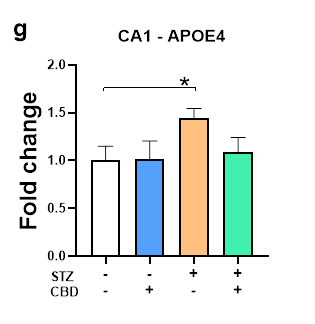 g
CA1 - APOE4
Fold change
2.0
*
1.5
1.0
0.5
0.0
STZ - - + +
CBD - + - +